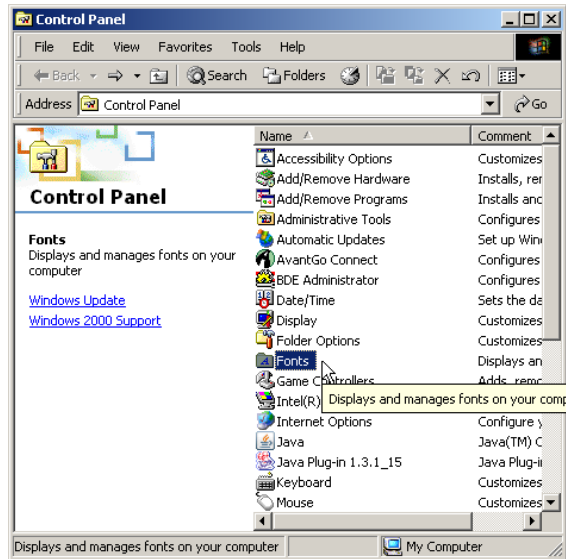 Control Panel
File Edit View Favorites Tools Help
Back Search Folders
Address Control Panel Go
Name Comment
Control Panel
Fonts
Displays and manages fonts on your
computer
Windows Update
Windows 2000 Support
Accessibility Options Customizes
Add/Remove Hardware Installs, rem
Add/Remove Programs Installs and
Administrative Tools Configures
Automatic Updates Set up Wind
AvantGo Connect Configures
BDE Administrator Configures
Date/Time Sets the da
Display Customizes
Folder Options Customizes
Fonts Displays an
Game Controllers Adds, remo
Intel(R) Displays and manages fonts on your comp
Internet Options Configure y
Java Java(TM) C
Java Plug-in 1.3.1_15 Java Plug-i
Keyboard Customizes
Mouse Customizes
Displays and manages fonts on your computer My Computer